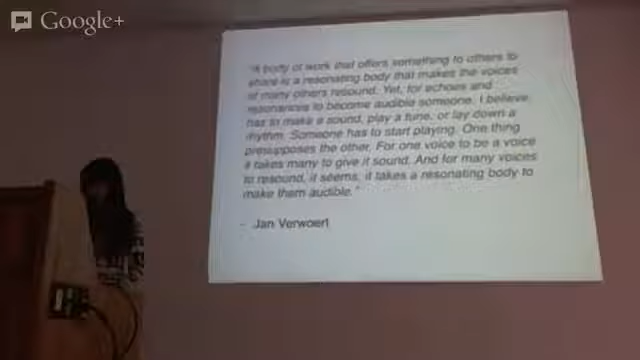 Google+
"A body of work that offers something to others to
share is a resonating body that makes the voices
of many others resound. Yet, for echoes and
resonances to become audible someone, I believe,
has to make a sound, play a tune, or lay down a
rhythm. Someone has to start playing. One thing
presupposes the other. For one voice to be a voice
it takes many to give it sound. And for many voices
to resound, it seems, it takes a resonating body to
make them audible."
- Jan Verwoert